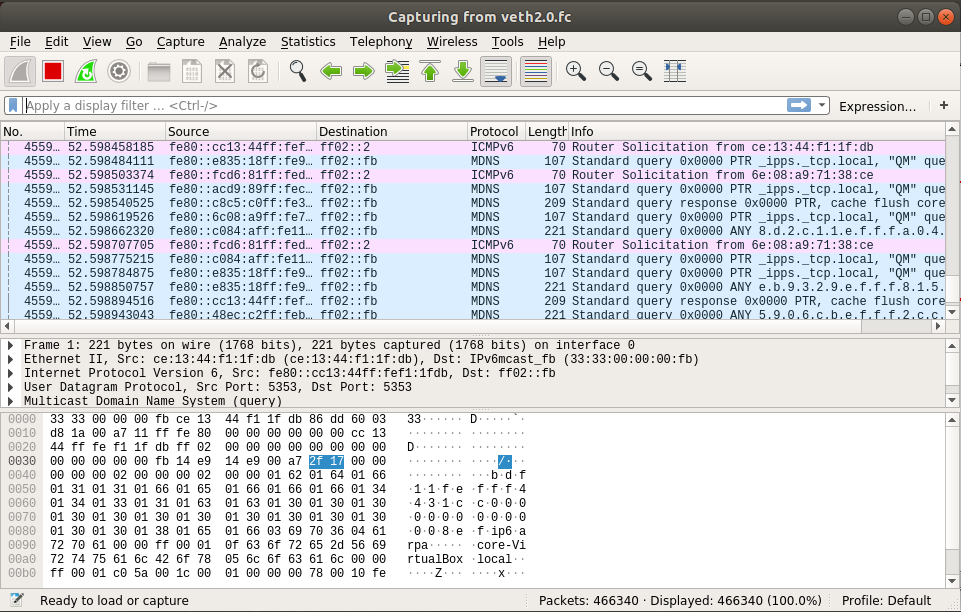 Capturing from veth2.0.fc
File Edit View Go Capture Analyze Statistics Telephony Wireless Tools Help
Apply a display filter ... <Ctrl-/> Expression... +
No. Time Source Destination Protocol Length Info
4559… 52.598458185 fe80::cc13:44ff:fef… ff02::2 ICMPv6 70 Router Solicitation from ce:13:44:f1:1f:db
4559… 52.598484111 fe80::e835:18ff:fe9… ff02::fb MDNS 107 Standard query 0x0000 PTR _ipps._tcp.local, "QM" que
4559… 52.598503374 fe80::fcd6:81ff:fed… ff02::2 ICMPv6 70 Router Solicitation from 6e:08:a9:71:38:ce
4559… 52.598531145 fe80::acd9:89ff:fec… ff02::fb MDNS 107 Standard query 0x0000 PTR _ipps._tcp.local, "QM" que
4559… 52.598540525 fe80::c8c5:c0ff:fe3… ff02::fb MDNS 209 Standard query response 0x0000 PTR, cache flush core
4559… 52.598619526 fe80::6c08:a9ff:fe7… ff02::fb MDNS 107 Standard query 0x0000 PTR _ipps._tcp.local, "QM" que
4559… 52.598662320 fe80::c084:aff:fe11… ff02::fb MDNS 221 Standard query 0x0000 ANY 8.d.2.c.1.1.e.f.f.f.a.0.4.
4559… 52.598707705 fe80::fcd6:81ff:fed… ff02::2 ICMPv6 70 Router Solicitation from 6e:08:a9:71:38:ce
4559… 52.598775215 fe80::c084:aff:fe11… ff02::fb MDNS 107 Standard query 0x0000 PTR _ipps._tcp.local, "QM" que
4559… 52.598784875 fe80::e835:18ff:fe9… ff02::fb MDNS 107 Standard query 0x0000 PTR _ipps._tcp.local, "QM" que
4559… 52.598850757 fe80::e835:18ff:fe9… ff02::fb MDNS 221 Standard query 0x0000 ANY e.b.9.3.2.9.e.f.f.f.8.1.5.
4559… 52.598894516 fe80::cc13:44ff:fef… ff02::fb MDNS 209 Standard query response 0x0000 PTR, cache flush core
4559… 52.598943043 fe80::48ec:c2ff:feb… ff02::fb MDNS 221 Standard query 0x0000 ANY 5.9.0.6.c.b.e.f.f.f.2.c.c.
Frame 1: 221 bytes on wire (1768 bits), 221 bytes captured (1768 bits) on interface 0
Ethernet II, Src: ce:13:44:f1:1f:db (ce:13:44:f1:1f:db), Dst: IPv6mcast_fb (33:33:00:00:00:fb)
Internet Protocol Version 6, Src: fe80::cc13:44ff:fef1:1fdb, Dst: ff02::fb
User Datagram Protocol, Src Port: 5353, Dst Port: 5353
Multicast Domain Name System (query)
0000 33 33 00 00 00 fb ce 13 44 f1 1f db 86 dd 60 03 33······ D·····`·
0010 d8 1a 00 a7 11 ff fe 80 00 00 00 00 00 00 cc 13 ········ ········
0020 44 ff fe f1 1f db ff 02 00 00 00 00 00 00 00 00 D······· ········
0030 00 00 00 00 00 fb 14 e9 14 e9 00 a7 2f 17 00 00 ········ ····/···
0040 00 00 00 02 00 00 00 02 00 00 01 62 01 64 01 66 ········ ···b·d·f
0050 01 31 01 31 01 66 01 65 01 66 01 66 01 66 01 34 ·1·1·f·e ·f·f·f·4
0060 01 34 01 33 01 31 01 63 01 63 01 30 01 30 01 30 ·4·3·1·c ·c·0·0·0
0070 01 30 01 30 01 30 01 30 01 30 01 30 01 30 01 30 ·0·0·0·0 ·0·0·0·0
0080 01 30 01 30 01 38 01 65 01 66 03 69 70 36 04 61 ·0·0·8·e ·f·ip6·a
0090 72 70 61 00 00 ff 00 01 0f 63 6f 72 65 2d 56 69 rpa····· ·core-Vi
00a0 72 74 75 61 6c 42 6f 78 05 6c 6f 63 61 6c 00 00 rtualBox ·local··
00b0 ff 00 01 c0 5a 00 1c 00 01 00 00 00 78 00 10 fe ····Z··· ····x···
Ready to load or capture Packets: 466340 · Displayed: 466340 (100.0%) Profile: Default